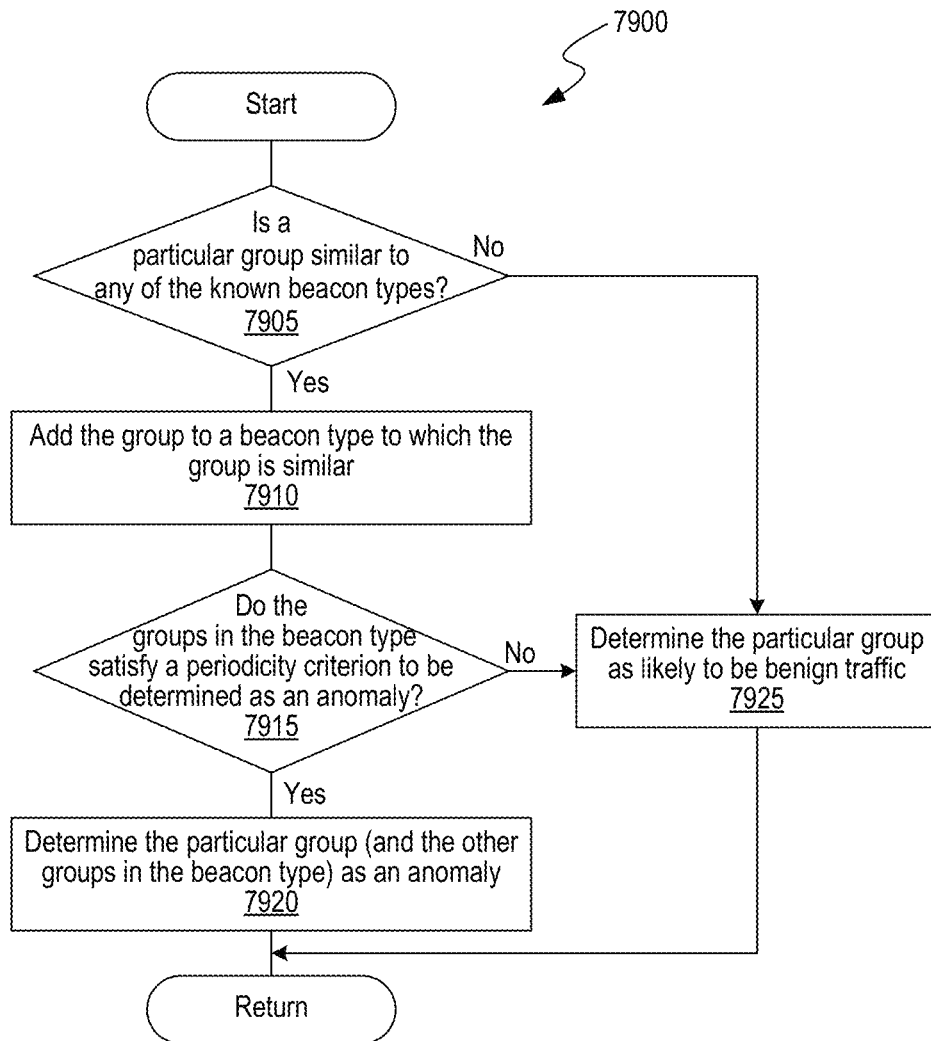 7900
Start
Is a
particular group similar to
any of the known beacon types?
7905
No
Yes
Add the group to a beacon type to which the
group is similar
7910
Do the
groups in the beacon type
satisfy a periodicity criterion to be
determined as an anomaly?
7915
No
Determine the particular group
as likely to be benign traffic
7925
Yes
Determine the particular group (and the other
groups in the beacon type) as an anomaly
7920
Return